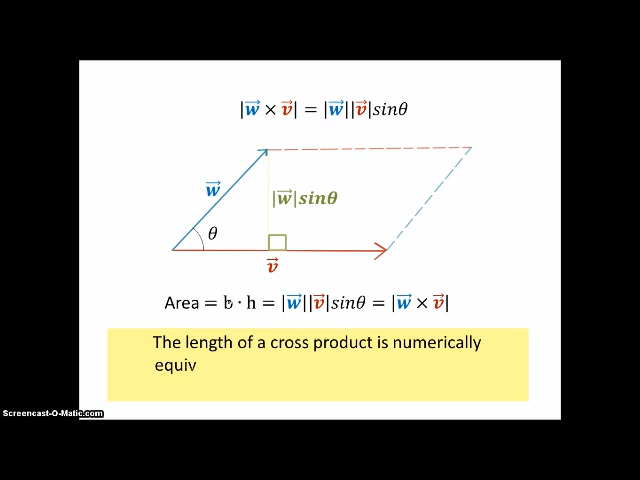 |w⃗ × v⃗| = |w⃗||v⃗|sinθ
w⃗
|w⃗|sinθ
θ
v⃗
Area = b · h = |w⃗||v⃗|sinθ = |w⃗ × v⃗|
The length of a cross product is numerically
equiv
Screencast-O-Matic.com